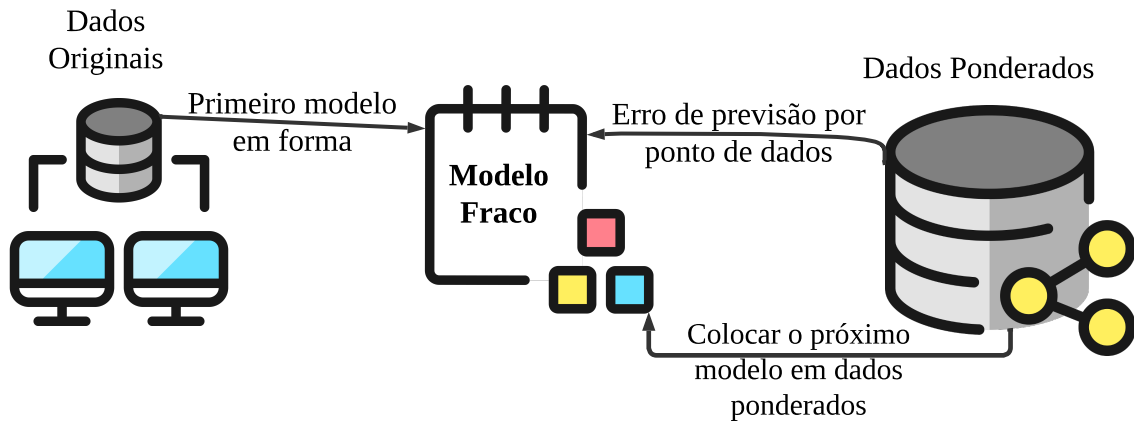 Dados
Originais
Primeiro modelo
em forma
Modelo
Fraco
Erro de previsão por
ponto de dados
Dados Ponderados
Colocar o próximo
modelo em dados
ponderados